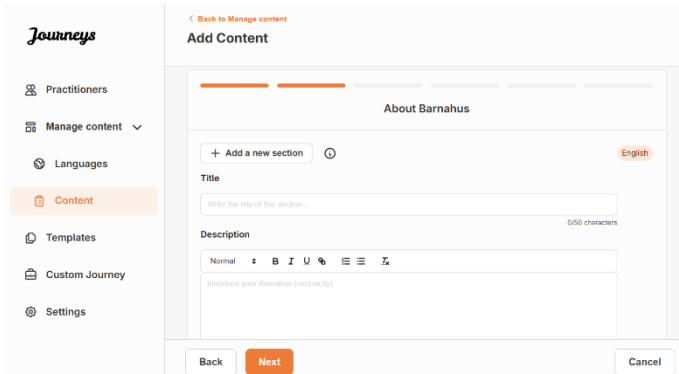 Journeys
Practitioners
Manage content
Languages
Content
Templates
Custom Journey
Settings
Back to Manage content
Add Content
About Barnahus
+ Add a new section
English
Title
Write the title of this section...
0/50 characters
Description
Normal B I U
Introduce your Barnahus (succinctly)...
Back Next Cancel